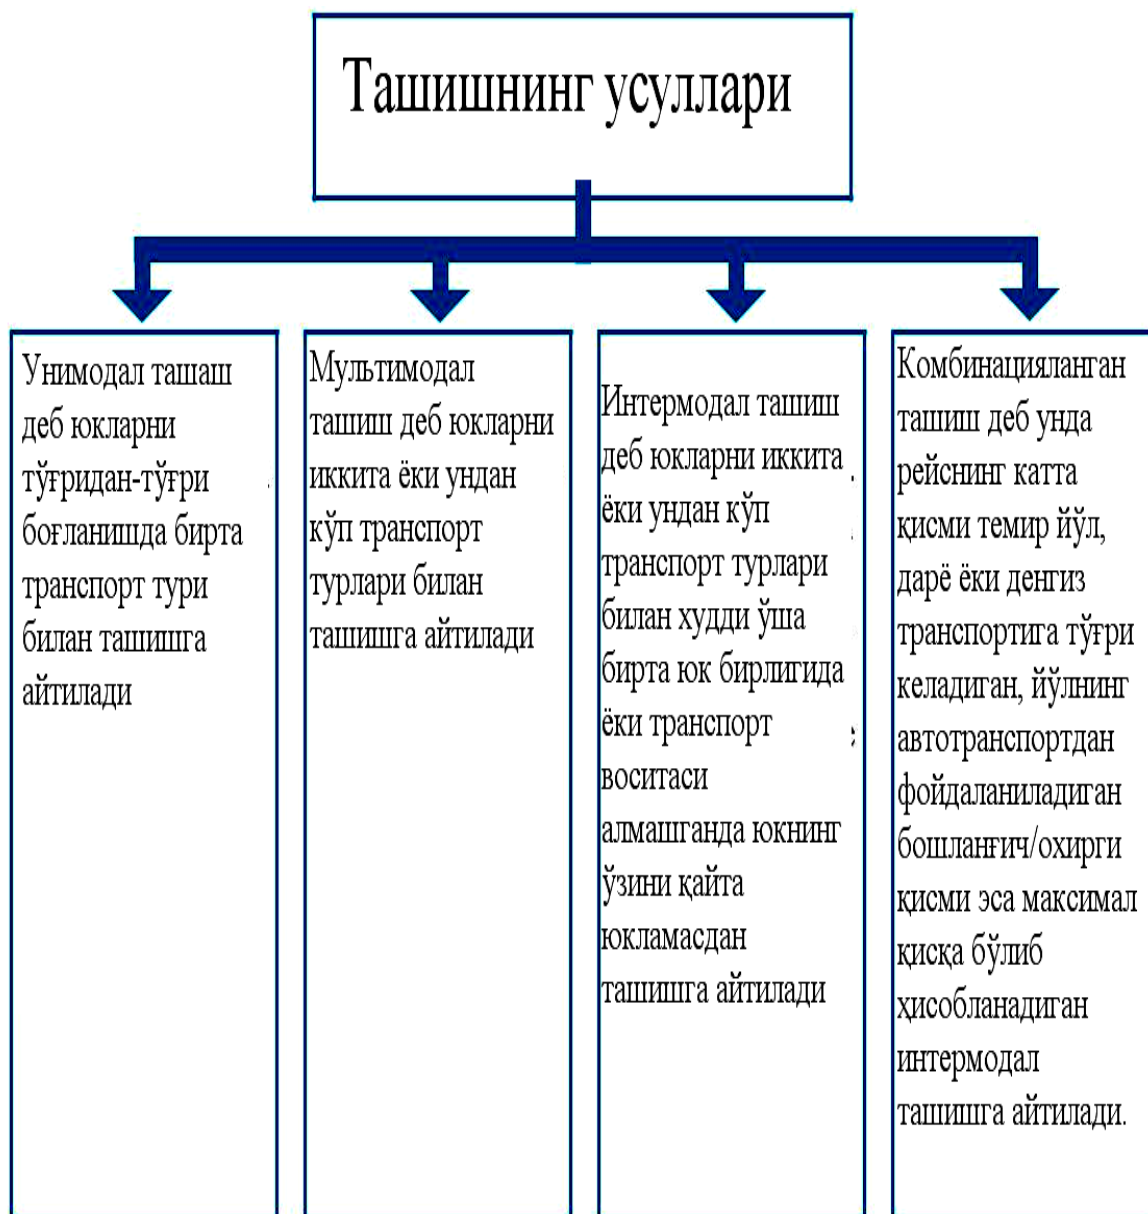 Ташишнинг усуллари
Унимодал ташаш
деб юкларни
тўғридан-тўғри
боғланишда бирта
транспорт тури
билан ташишга
айтилади
Мультимодал
ташиш деб юкларни
иккита ёки ундан
кўп транспорт
турлари билан
ташишга айтилади
Интермодал ташиш
деб юкларни иккита
ёки ундан кўп
транспорт турлари
билан худди ўша
бирта юк бирлигида
ёки транспорт
воситаси
алмашганда юкнинг
ўзини қайта
юкламасдан
ташишга айтилади
Комбинацияланган
ташиш деб унда
рейснинг катта
қисми темир йўл,
дарё ёки денгиз
транспортига тўғри
келадиган, йўлнинг
автотранспортдан
фойдаланиладиган
бошланғич/охирги
қисми эса максимал
қисқа бўлиб
ҳисобланадиган
интермодал
ташишга айтилади.